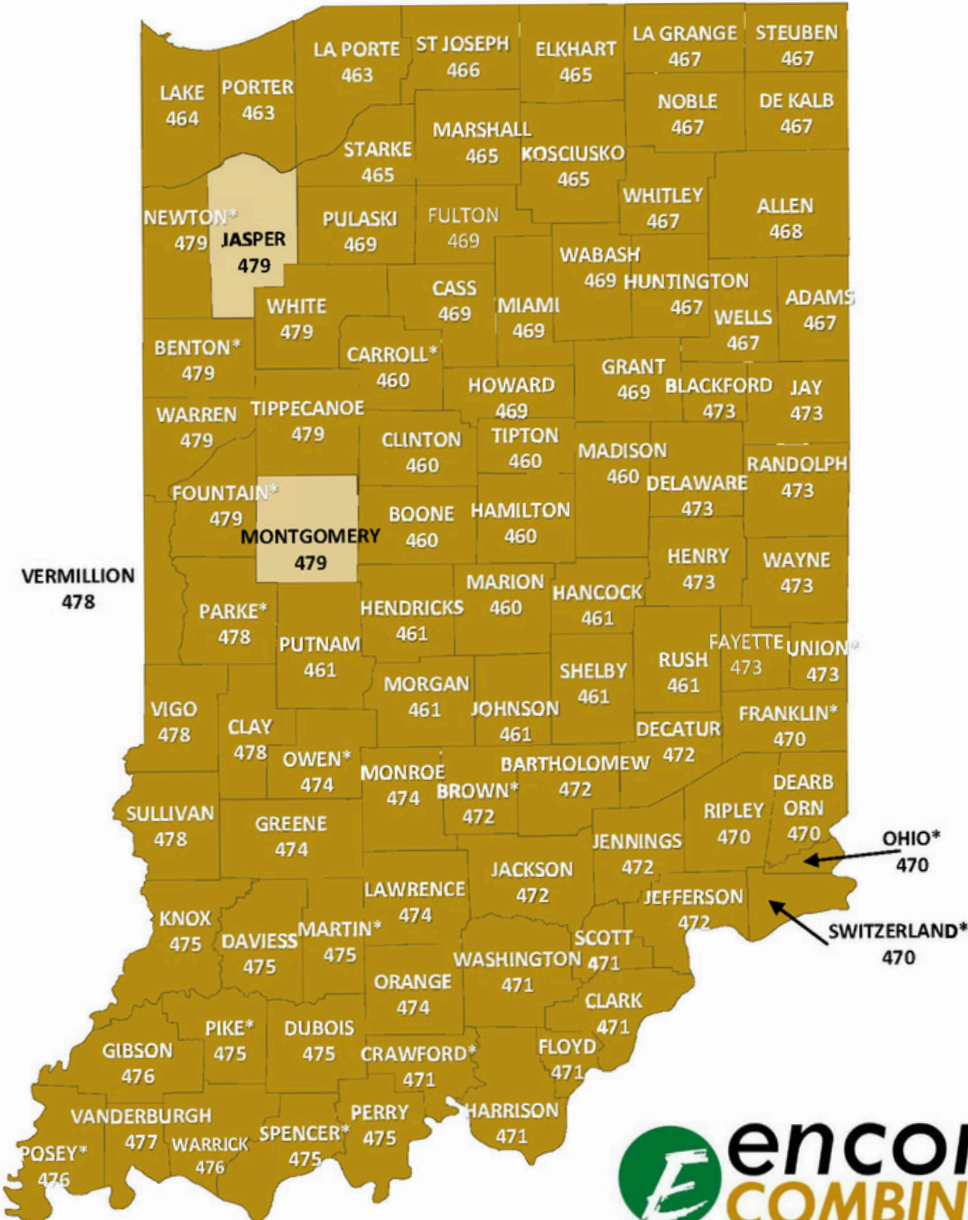 LA PORTE
463
ST JOSEPH
466
ELKHART
465
LA GRANGE
467
STEUBEN
467
LAKE
464
PORTER
463
NOBLE
467
DE KALB
467
STARKE
465
MARSHALL
465
KOSCIUSKO
465
WHITLEY
467
ALLEN
468
NEWTON*
479
JASPER
479
PULASKI
469
FULTON
469
WABASH
469
HUNTINGTON
467
WHITE
479
CASS
469
MIAMI
469
WELLS
467
ADAMS
467
BENTON*
479
CARROLL*
460
HOWARD
469
GRANT
469
BLACKFORD
473
JAY
473
WARREN
479
TIPPECANOE
479
CLINTON
460
TIPTON
460
MADISON
460
DELAWARE
473
RANDOLPH
473
FOUNTAIN*
479
MONTGOMERY
479
BOONE
460
HAMILTON
460
HENRY
473
WAYNE
473
VERMILLION
478
PARKE*
478
PUTNAM
461
HENDRICKS
461
MARION
460
HANCOCK
461
SHELBY
461
RUSH
461
FAYETTE
473
UNION*
473
VIGO
478
CLAY
478
OWEN*
474
MORGAN
461
JOHNSON
461
DECATUR
472
FRANKLIN*
470
MONROE
474
BROWN*
472
BARTHOLOMEW
472
DEARB
ORN
470
SULLIVAN
478
GREENE
474
JENNINGS
472
RIPLEY
470
OHIO*
470
LAWRENCE
474
JACKSON
472
JEFFERSON
472
SWITZERLAND*
470
KNOX
475
DAVIESS
475
MARTIN*
475
ORANGE
474
WASHINGTON
471
SCOTT
471
CLARK
471
GIBSON
476
PIKE*
475
DUBOIS
475
CRAWFORD*
471
FLOYD
471
HARRISON
471
POSEY*
476
VANDERBURGH
477
WARRICK
476
SPENCER*
475
PERRY
475
E encor
COMBIN